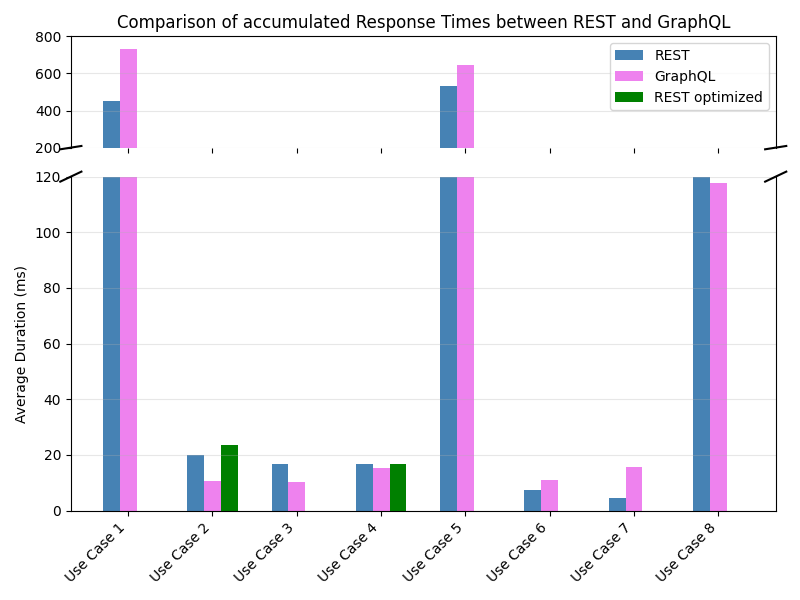 Comparison of accumulated Response Times between REST and GraphQL
800
600
400
200
REST
GraphQL
REST optimized
120
100
80
60
40
20
0
Average Duration (ms)
Use Case 1
Use Case 2
Use Case 3
Use Case 4
Use Case 5
Use Case 6
Use Case 7
Use Case 8